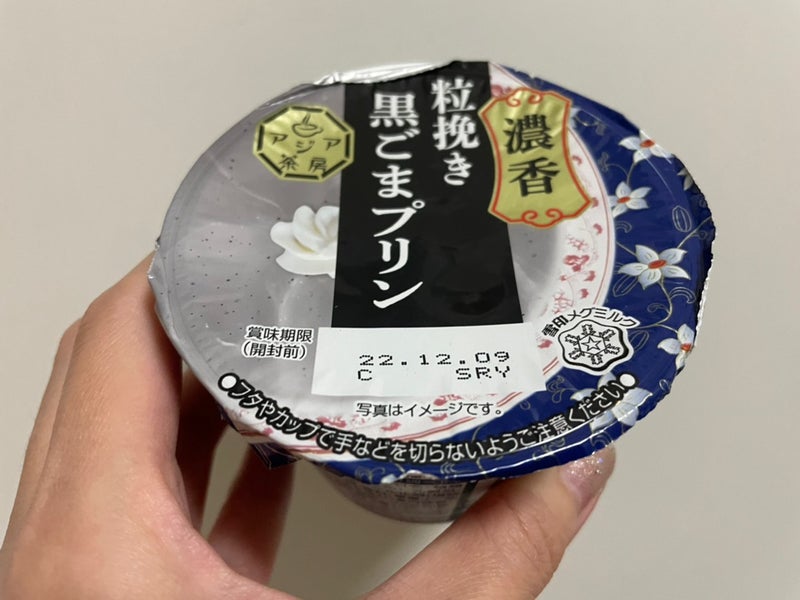 濃香
粒挽き
黒ごまプリン
アジア
茶房
賞味期限
(開封前)
22.12.09
C SRY
雪印メグミルク
写真はイメージです。
●フタやカップで手などを切らないようご注意ください●